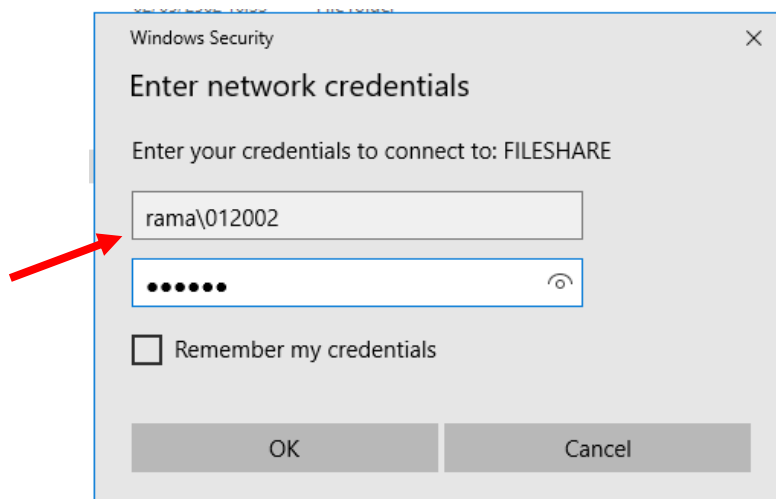 Windows Security
Enter network credentials
Enter your credentials to connect to: FILESHARE
rama\012002
●●●●●●
Remember my credentials
OK Cancel